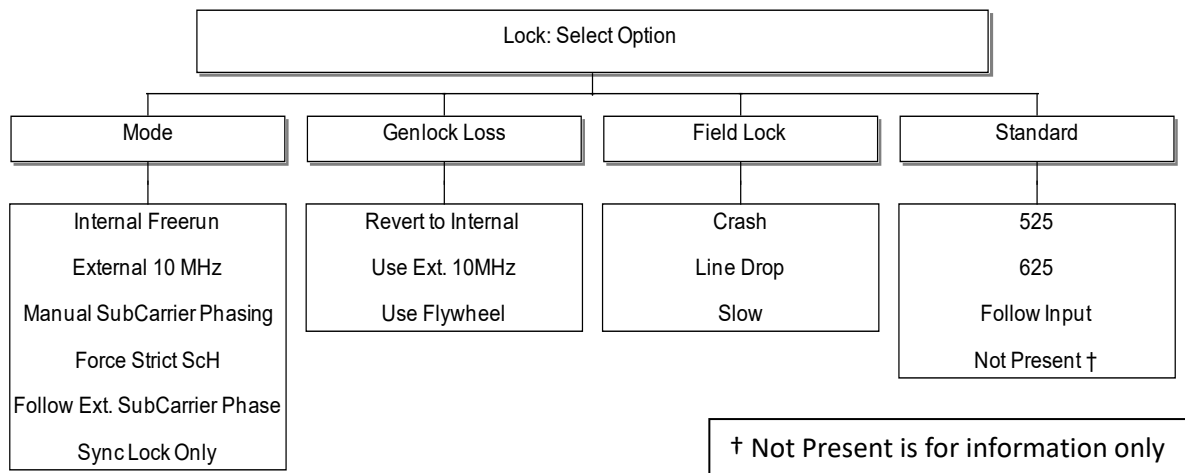 Lock: Select Option
Mode
Genlock Loss
Field Lock
Standard
Internal Freerun
External 10 MHz
Manual SubCarrier Phasing
Force Strict ScH
Follow Ext. SubCarrier Phase
Sync Lock Only
Revert to Internal
Use Ext. 10MHz
Use Flywheel
Crash
Line Drop
Slow
525
625
Follow Input
Not Present †
† Not Present is for information only